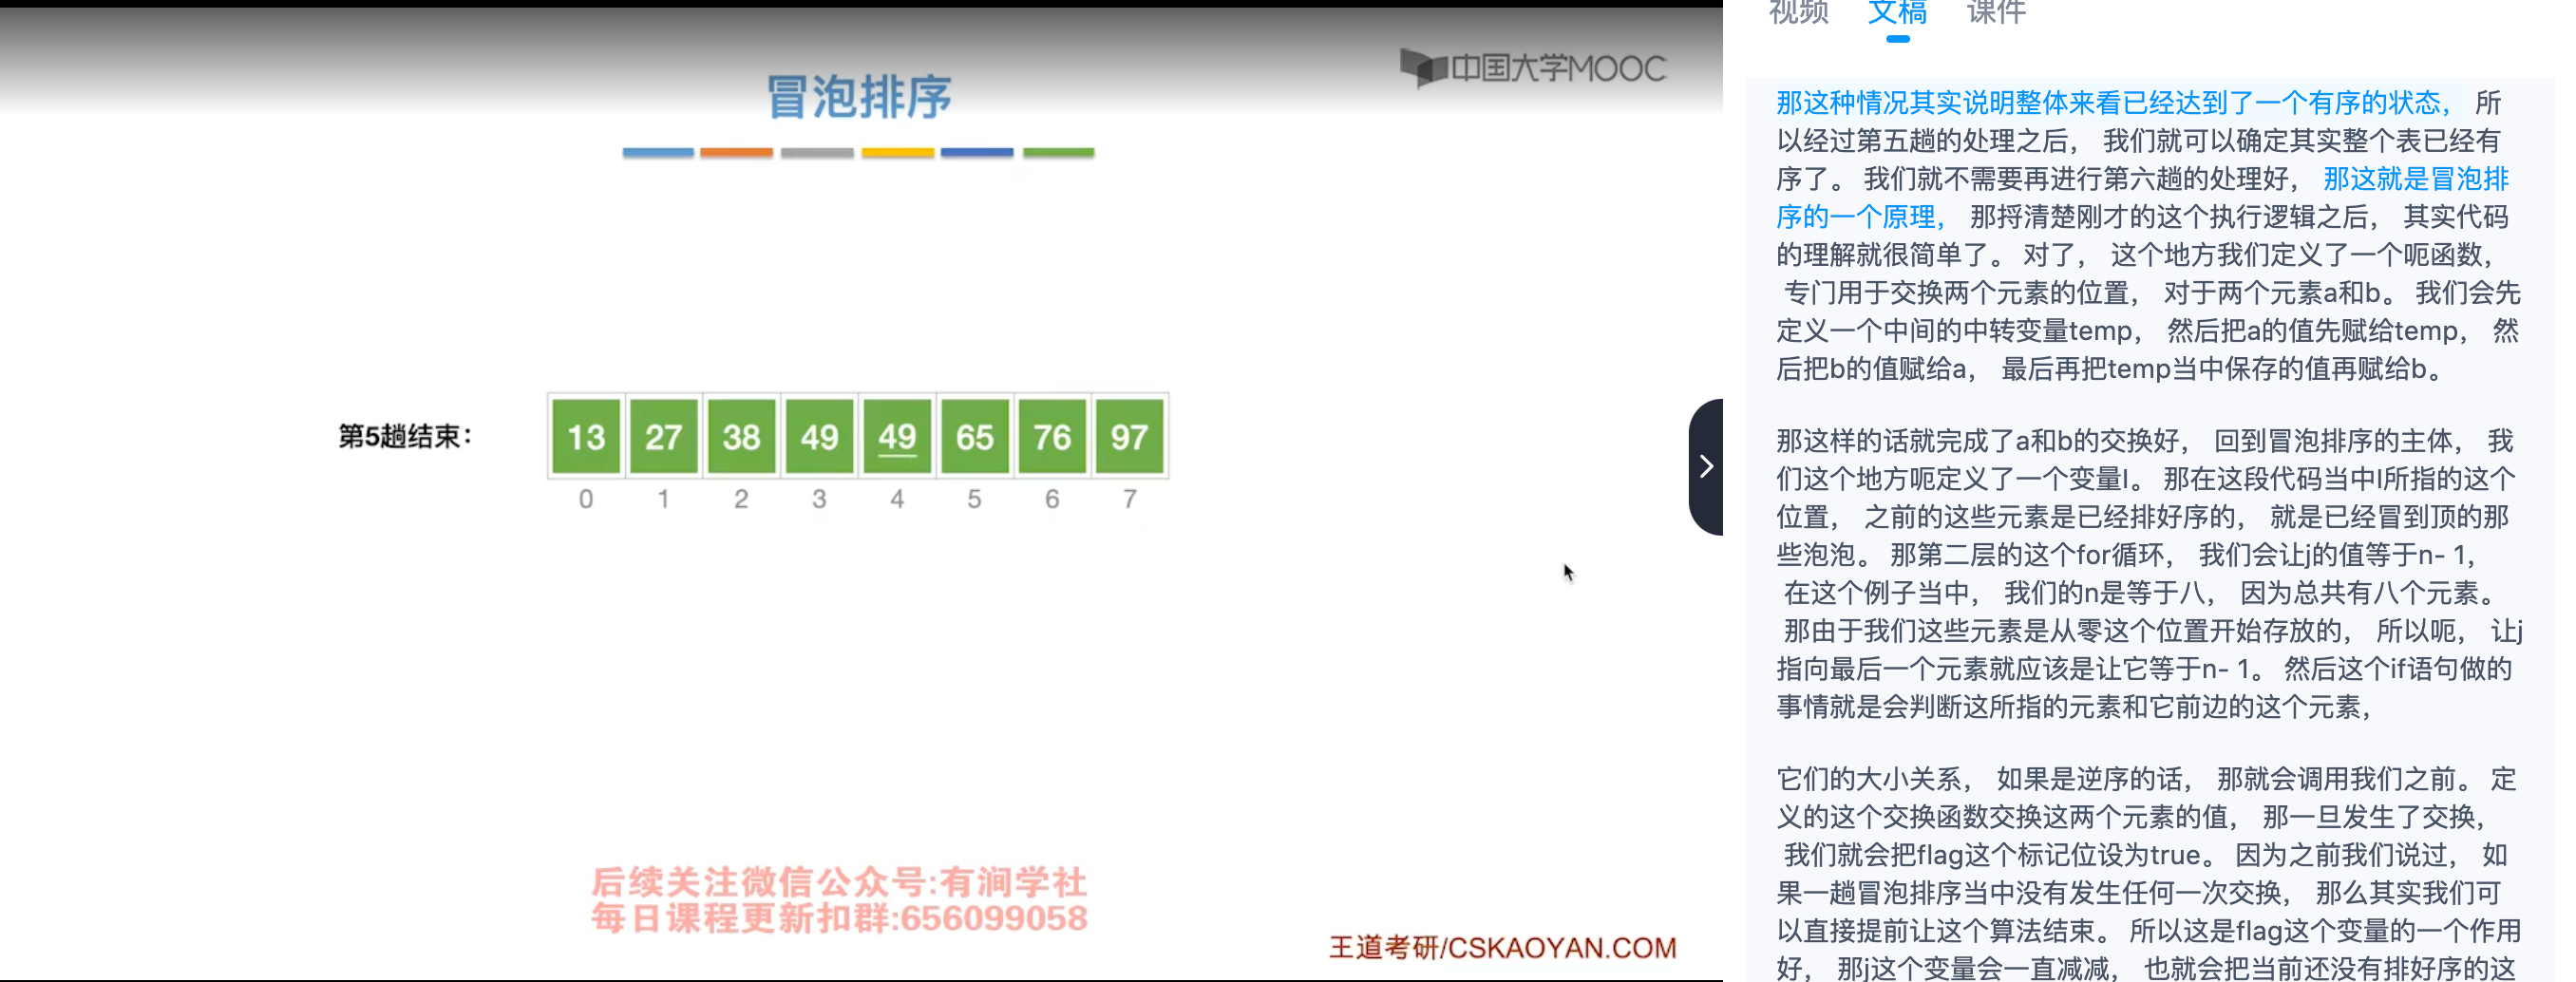 冒泡排序
中国大学MOOC
第5趟结束：
13 27 38 49 49 65 76 97
0 1 2 3 4 5 6 7
后续关注微信公众号:有涧学社
每日课程更新扣群:656099058
王道考研/CSKAOYAN.COM
视频 文稿 课件
那这种情况其实说明整体来看已经达到了一个有序的状态， 所
以经过第五趟的处理之后， 我们就可以确定其实整个表已经有
序了。 我们就不需要再进行第六趟的处理好， 那这就是冒泡排
序的一个原理， 那捋清楚刚才的这个执行逻辑之后， 其实代码
的理解就很简单了。 对了， 这个地方我们定义了一个呃函数，
专门用于交换两个元素的位置， 对于两个元素a和b。 我们会先
定义一个中间的中转变量temp， 然后把a的值先赋给temp， 然
后把b的值赋给a， 最后再把temp当中保存的值再赋给b。
那这样的话就完成了a和b的交换好， 回到冒泡排序的主体， 我
们这个地方呃定义了一个变量I。 那在这段代码当中I所指的这个
位置， 之前的这些元素是已经排好序的， 就是已经冒到顶的那
些泡泡。 那第二层的这个for循环， 我们会让j的值等于n- 1，
在这个例子当中， 我们的n是等于八， 因为总共有八个元素。
那由于我们这些元素是从零这个位置开始存放的， 所以呃， 让j
指向最后一个元素就应该是让它等于n- 1。 然后这个if语句做的
事情就是会判断这所指的元素和它前边的这个元素，
它们的大小关系， 如果是逆序的话， 那就会调用我们之前。 定
义的这个交换函数交换这两个元素的值， 那一旦发生了交换，
我们就会把flag这个标记位设为true。 因为之前我们说过， 如
果一趟冒泡排序当中没有发生任何一次交换， 那么其实我们可
以直接提前让这个算法结束。 所以这是flag这个变量的一个作用
好， 那j这个变量会一直减减， 也就会把当前还没有排好序的这